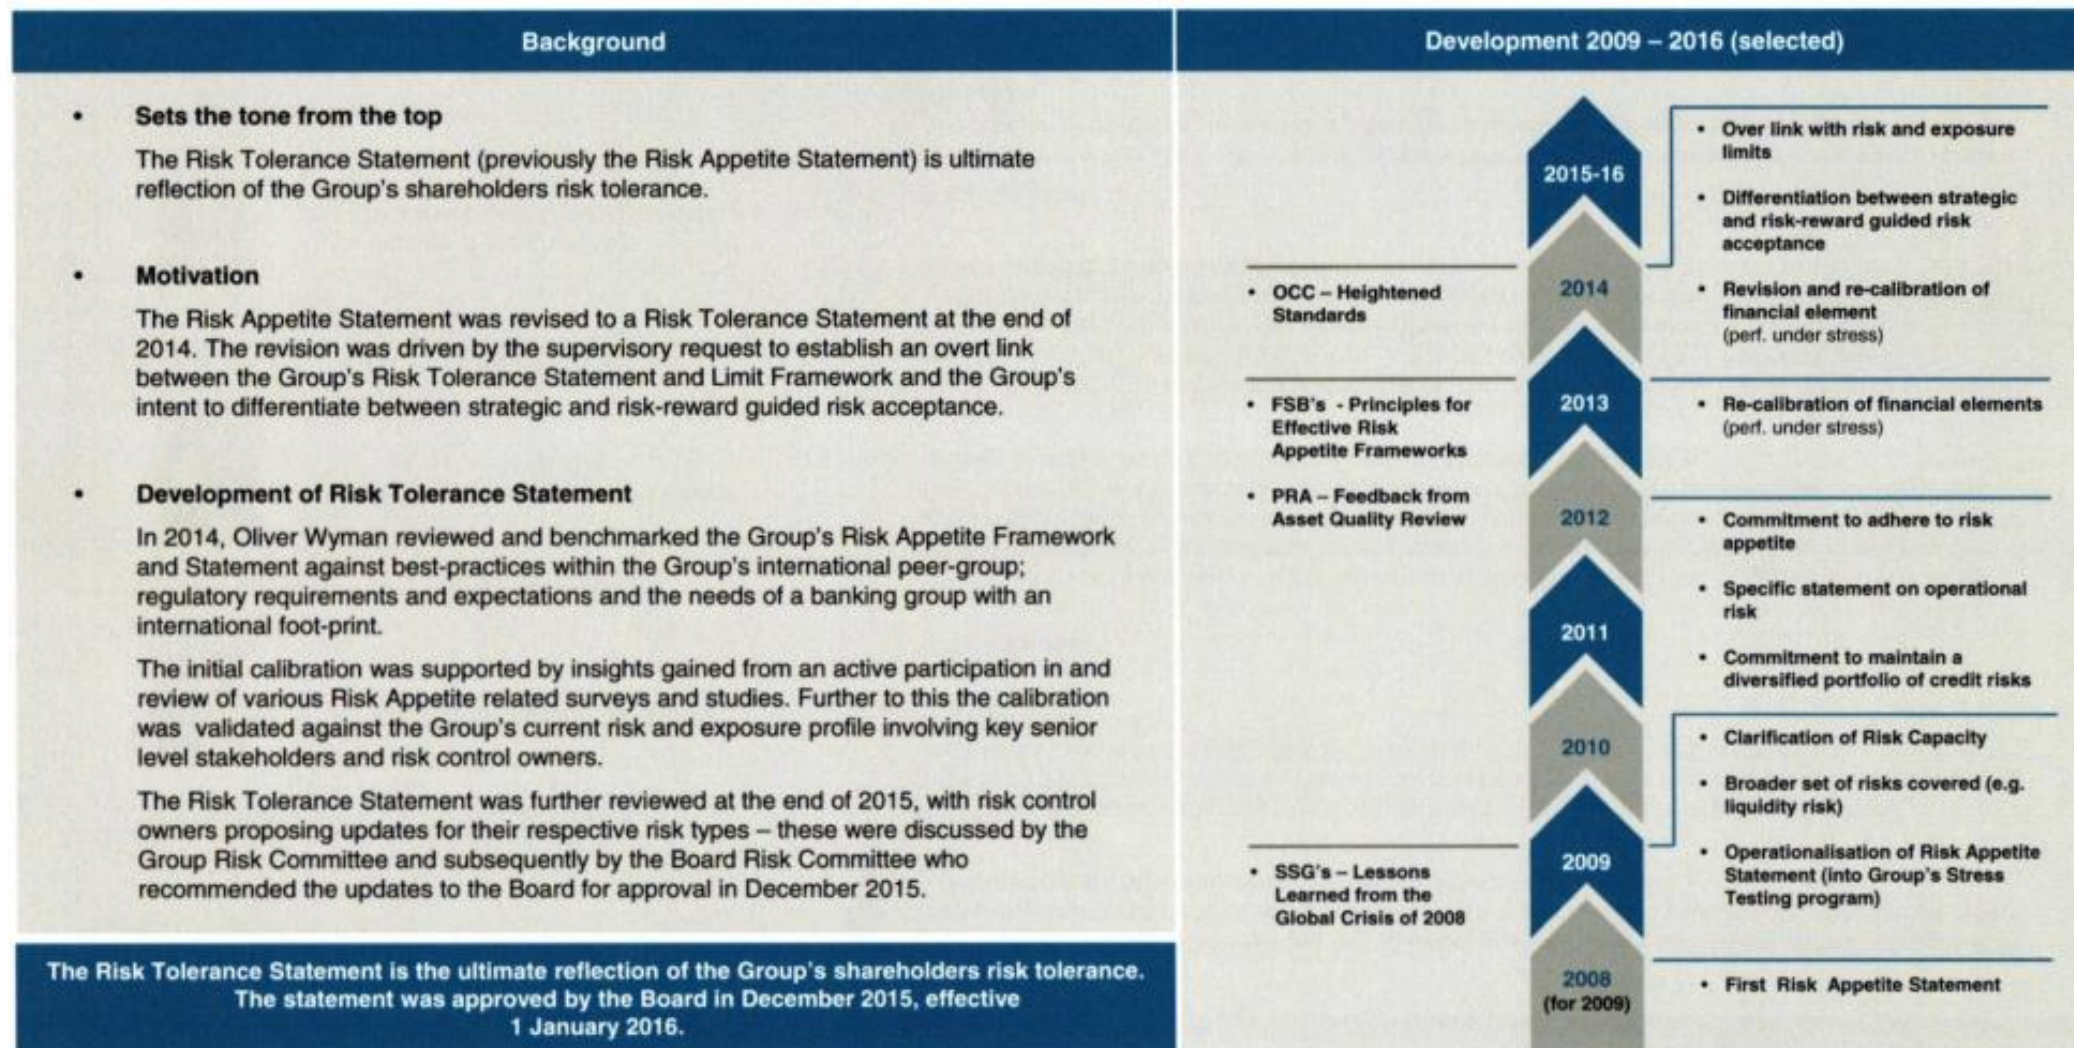 Background
• Sets the tone from the top
The Risk Tolerance Statement (previously the Risk Appetite Statement) is ultimate
reflection of the Group's shareholders risk tolerance.
• Motivation
The Risk Appetite Statement was revised to a Risk Tolerance Statement at the end of
2014. The revision was driven by the supervisory request to establish an overt link
between the Group's Risk Tolerance Statement and Limit Framework and the Group's
intent to differentiate between strategic and risk-reward guided risk acceptance.
• Development of Risk Tolerance Statement
In 2014, Oliver Wyman reviewed and benchmarked the Group's Risk Appetite Framework
and Statement against best-practices within the Group's international peer-group;
regulatory requirements and expectations and the needs of a banking group with an
international foot-print.
The initial calibration was supported by insights gained from an active participation in and
review of various Risk Appetite related surveys and studies. Further to this the calibration
was validated against the Group's current risk and exposure profile involving key senior
level stakeholders and risk control owners.
The Risk Tolerance Statement was further reviewed at the end of 2015, with risk control
owners proposing updates for their respective risk types – these were discussed by the
Group Risk Committee and subsequently by the Board Risk Committee who
recommended the updates to the Board for approval in December 2015.
The Risk Tolerance Statement is the ultimate reflection of the Group's shareholders risk tolerance.
The statement was approved by the Board in December 2015, effective
1 January 2016.
Development 2009 – 2016 (selected)
• OCC – Heightened
Standards
• FSB's - Principles for
Effective Risk
Appetite Frameworks
• PRA – Feedback from
Asset Quality Review
• SSG's – Lessons
Learned from the
Global Crisis of 2008
2015-16
2014
2013
2012
2011
2010
2009
2008
(for 2009)
• Over link with risk and exposure
limits
• Differentiation between strategic
and risk-reward guided risk
acceptance
• Revision and re-calibration of
financial element
(perf. under stress)
• Re-calibration of financial elements
(perf. under stress)
• Commitment to adhere to risk
appetite
• Specific statement on operational
risk
• Commitment to maintain a
diversified portfolio of credit risks
• Clarification of Risk Capacity
• Broader set of risks covered (e.g.
liquidity risk)
• Operationalisation of Risk Appetite
Statement (into Group's Stress
Testing program)
• First Risk Appetite Statement